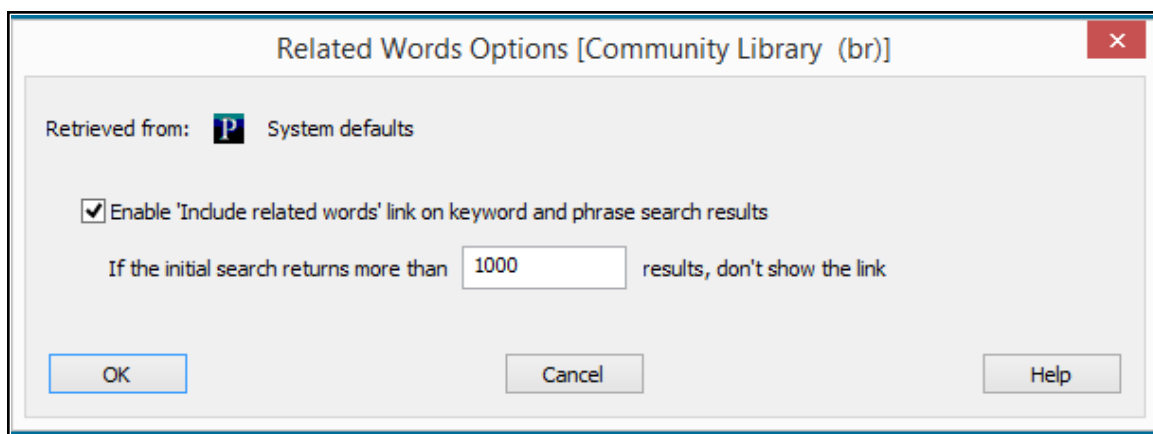 Related Words Options [Community Library (br)]
Retrieved from: P System defaults
Enable 'Include related words' link on keyword and phrase search results
If the initial search returns more than 1000 results, don't show the link
OK Cancel Help